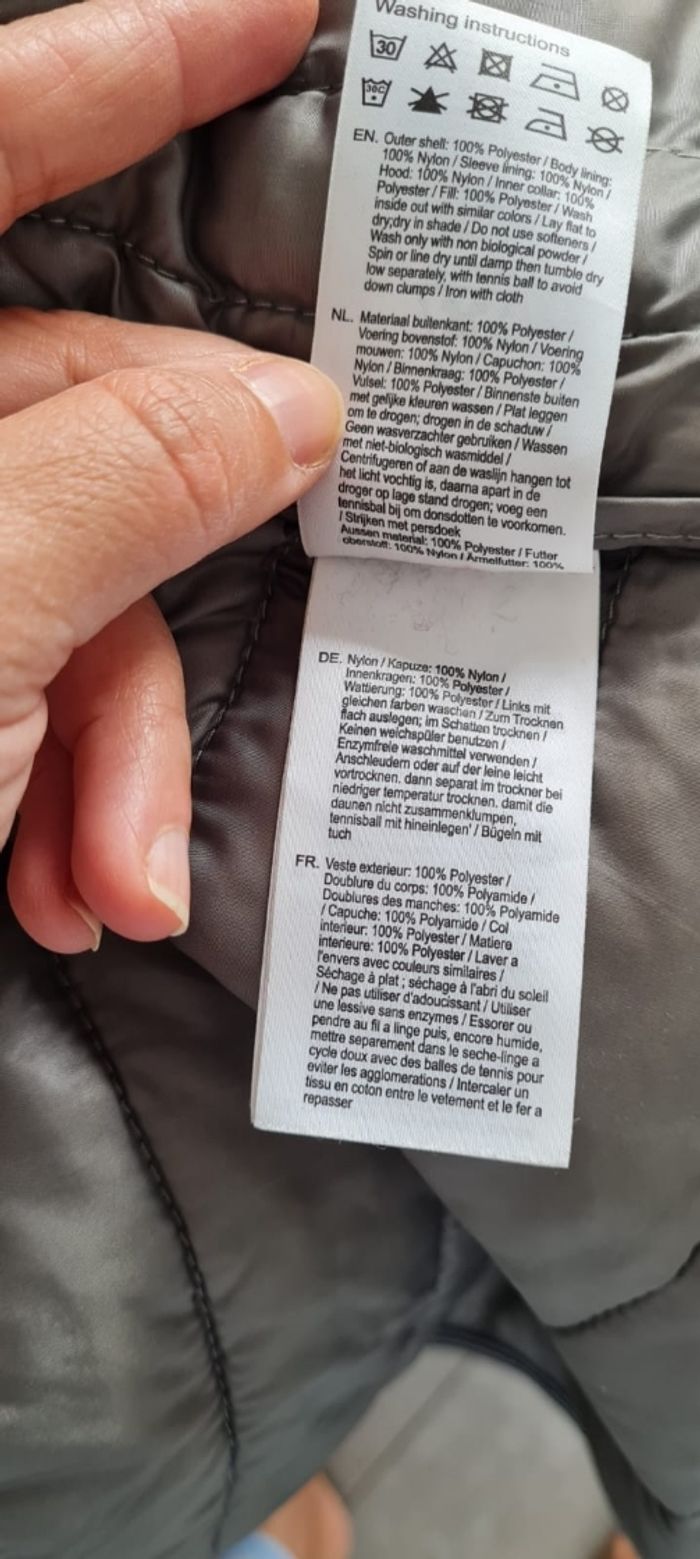 Washing instructions
30
30C
EN. Outer shell: 100% Polyester / Body lining:
100% Nylon / Sleeve lining: 100% Nylon /
Hood: 100% Nylon / Inner collar: 100%
Polyester / Fill: 100% Polyester / Wash
inside out with similar colors / Lay flat to
dry;dry in shade / Do not use softeners /
Wash only with non biological powder /
Spin or line dry until damp then tumble dry
low separately, with tennis ball to avoid
down clumps / Iron with cloth
NL. Materiaal buitenkant: 100% Polyester /
Voering bovenstof: 100% Nylon / Voering
mouwen: 100% Nylon / Capuchon: 100%
Nylon / Binnenkraag: 100% Polyester /
Vulsel: 100% Polyester / Binnenste buiten
met gelijke kleuren wassen / Plat leggen
om te drogen; drogen in de schaduw /
Geen wasverzachter gebruiken / Wassen
met niet-biologisch wasmiddel /
Centrifugeren of aan de waslijn hangen tot
het licht vochtig is, daarna apart in de
droger op lage stand drogen; voeg een
tennisbal bij om donsdotten te voorkomen.
/ Strijken met persdoek
Aussen material: 100% Polyester / Futter
oberstoff: 100% Nylon / Armelfutter: 100%
DE. Nylon / Kapuze: 100% Nylon /
Innenkragen: 100% Polyester /
Wattierung: 100% Polyester / Links mit
gleichen farben waschen / Zum Trocknen
flach auslegen; im Schatten trocknen /
Keinen weichspüler benutzen /
Enzymfreie waschmittel verwenden /
Anschleudern oder auf der leine leicht
vortrocknen. dann separat im trockner bei
niedriger temperatur trocknen. damit die
daunen nicht zusammenklumpen,
tennisball mit hineinlegen' / Bügeln mit
tuch
FR. Veste exterieur: 100% Polyester /
Doublure du corps: 100% Polyamide /
Doublures des manches: 100% Polyamide
/ Capuche: 100% Polyamide / Col
interieur: 100% Polyester / Matiere
interieure: 100% Polyester / Laver a
l'envers avec couleurs similaires /
Séchage à plat ; séchage à l'abri du soleil
/ Ne pas utiliser d'adoucissant / Utiliser
une lessive sans enzymes / Essorer ou
pendre au fil a linge puis, encore humide,
mettre separement dans le seche-linge a
cycle doux avec des balles de tennis pour
eviter les agglomerations / Intercaler un
tissu en coton entre le vetement et le fer a
repasser